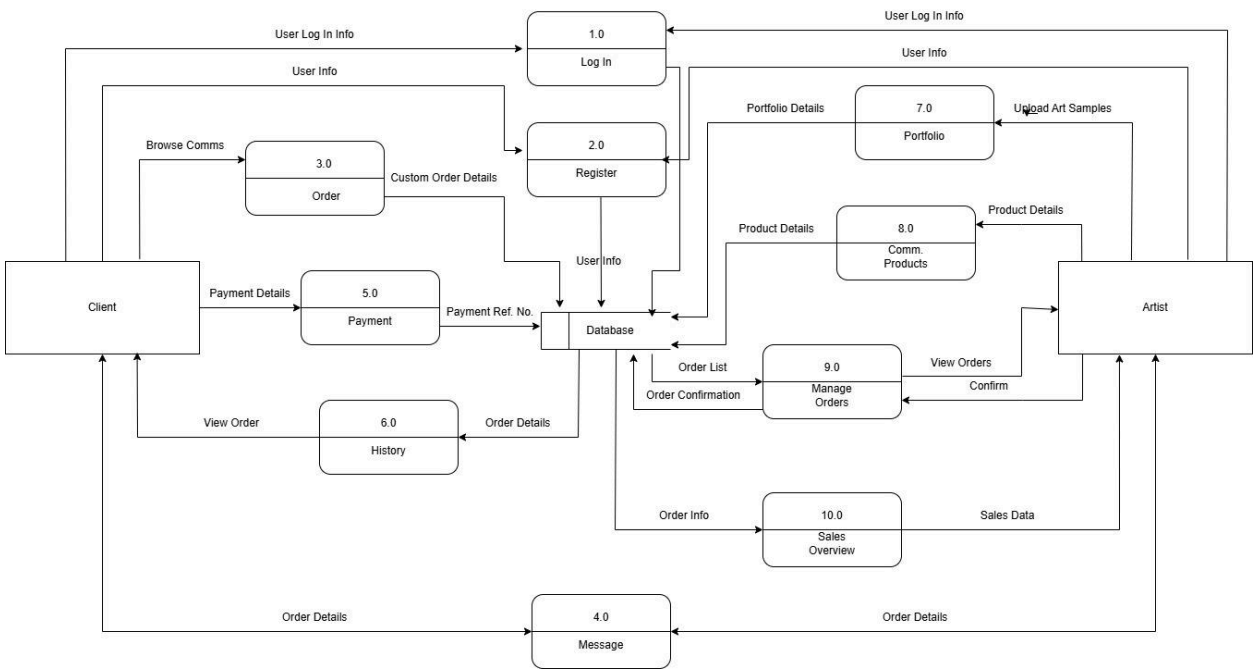 User Log In Info
1.0
User Log In Info
Log In
User Info
User Info
Portfolio Details
7.0
Upload Art Samples
Portfolio
Browse Comms
3.0
2.0
Custom Order Details
Register
Order
Product Details
8.0
Product Details
Comm.
Products
User Info
Client
Payment Details
5.0
Artist
Payment
Payment Ref. No.
Database
Order List
9.0
View Orders
Order Confirmation
Manage
Orders
Confirm
View Order
6.0
Order Details
History
Order Info
10.0
Sales Data
Sales
Overview
Order Details
4.0
Order Details
Message